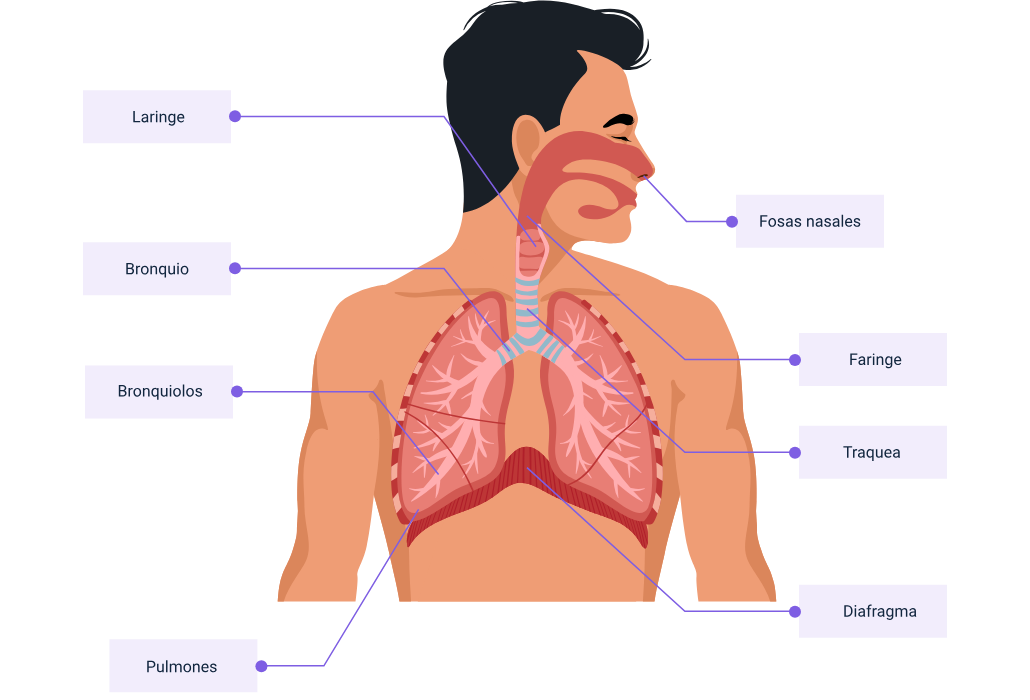 Laringe
Bronquio
Bronquiolos
Pulmones
Fosas nasales
Faringe
Traquea
Diafragma